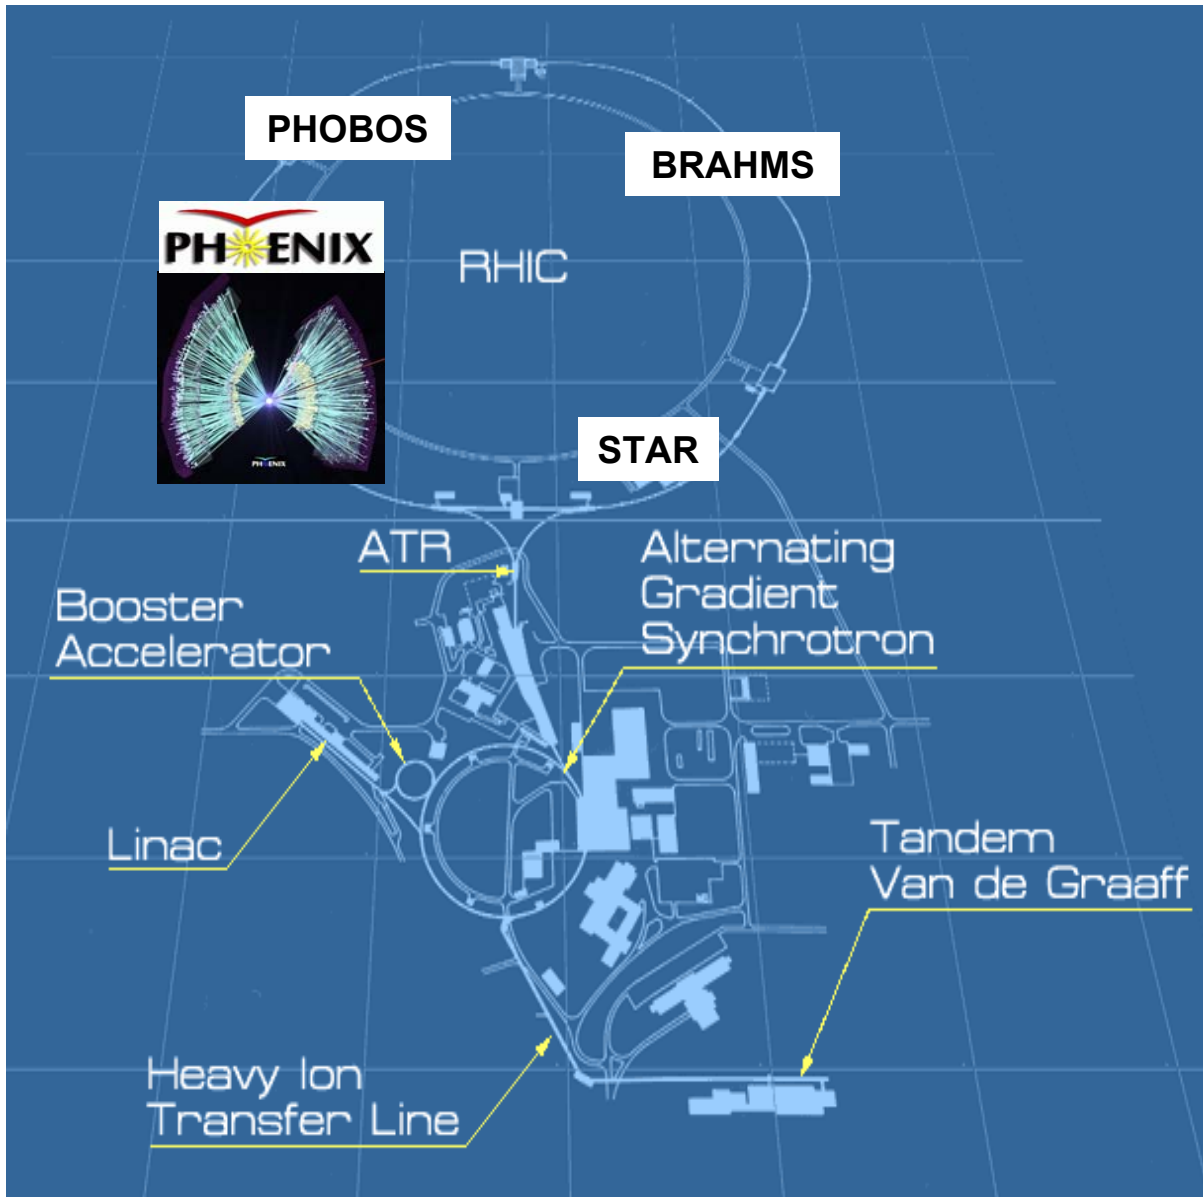 PHOBOS
BRAHMS
PHENIX
RHIC
PHENIX
STAR
ATR
Alternating
Gradient
Synchrotron
Booster
Accelerator
Linac
Tandem
Van de Graaff
Heavy Ion
Transfer Line